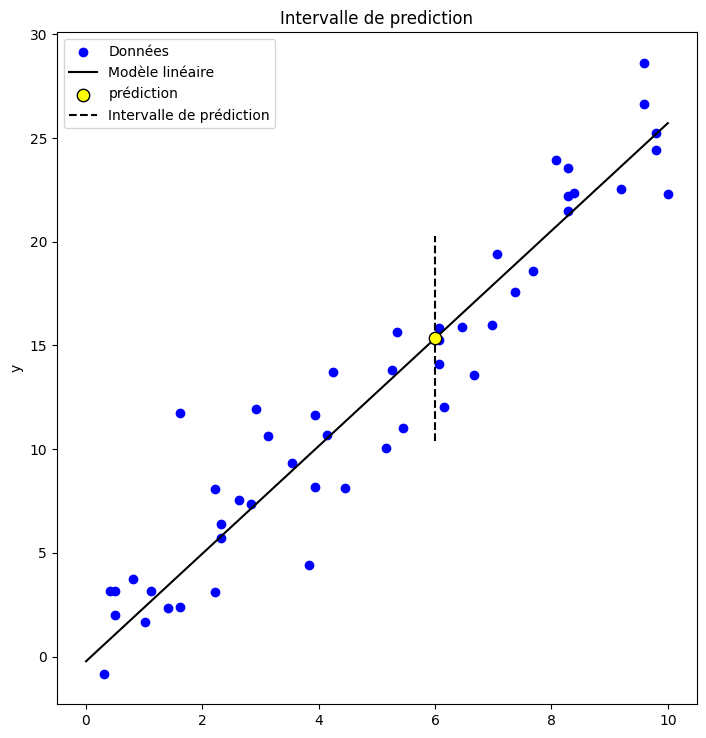 Intervalle de prediction
30
25
20
15
10
5
0
y
Données
Modèle linéaire
prédiction
Intervalle de prédiction
0 2 4 6 8 10